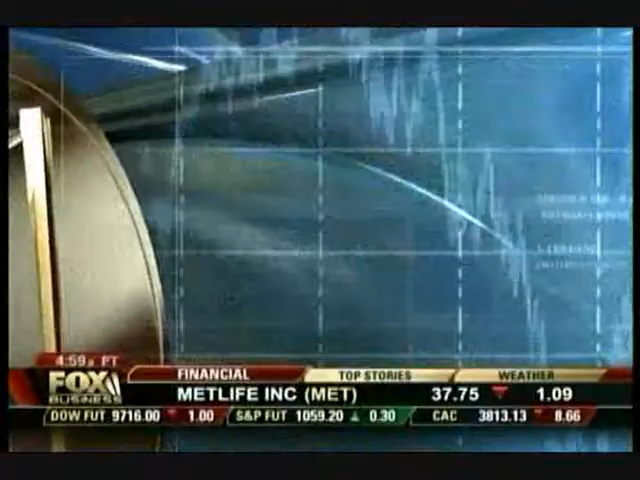 4:59a PT
FINANCIAL TOP STORIES WEATHER
FOX BUSINESS
METLIFE INC (MET) 37.75 ▼ 1.09
DOW FUT 9716.00 ▼ 1.00 S&P FUT 1059.20 ▲ 0.30 CAC 3813.13 ▼ 8.66